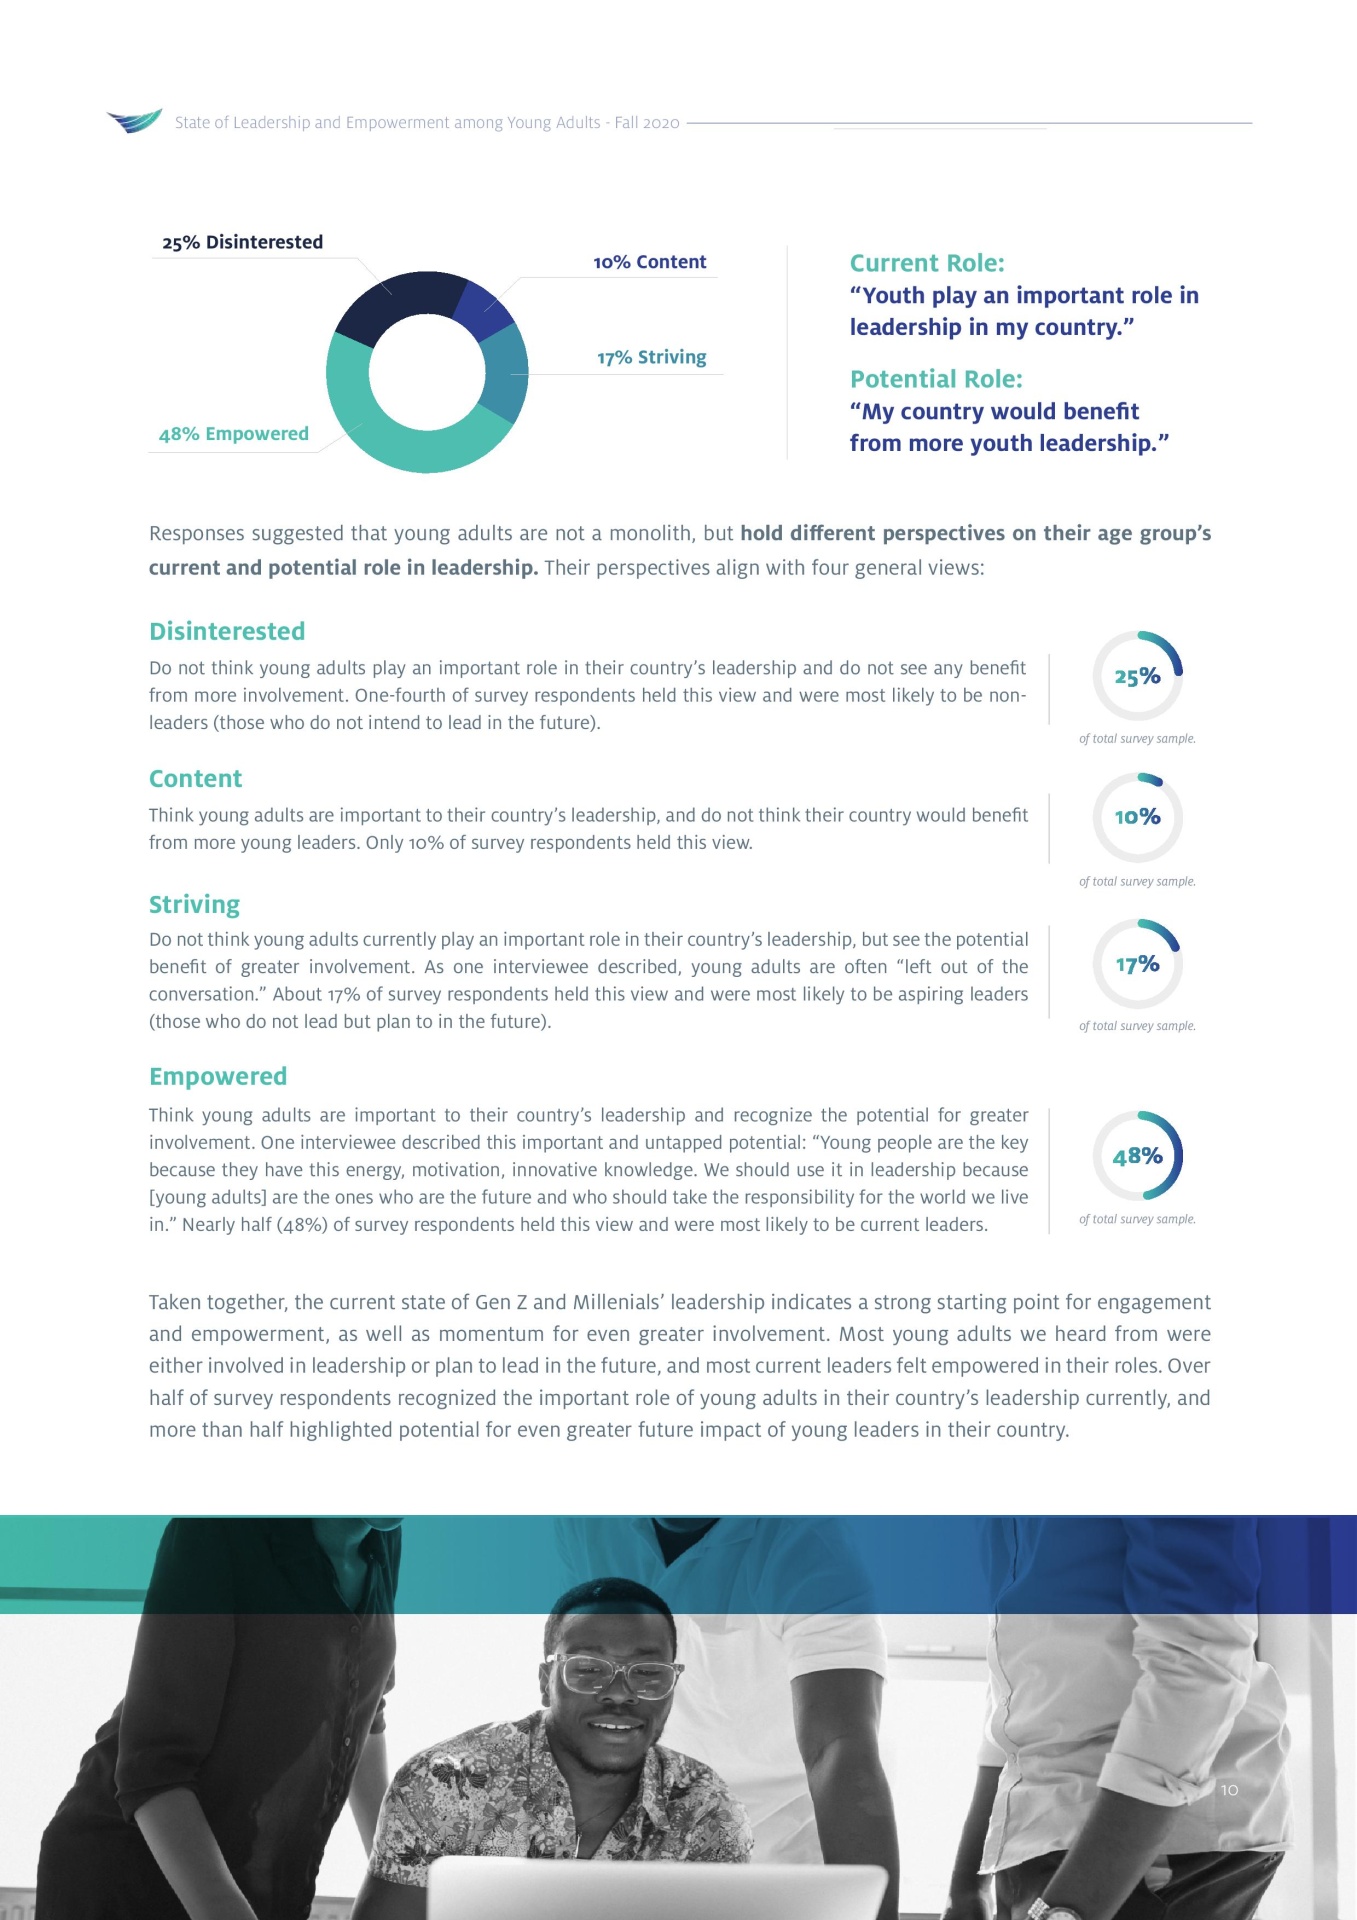 State of Leadership and Empowerment among Young Adults - Fall 2020
25% Disinterested
10% Content
17% Striving
48% Empowered
Current Role:
“Youth play an important role in
leadership in my country.”
Potential Role:
“My country would benefit
from more youth leadership.”
Responses suggested that young adults are not a monolith, but hold different perspectives on their age group’s
current and potential role in leadership. Their perspectives align with four general views:
Disinterested
Do not think young adults play an important role in their country’s leadership and do not see any benefit
from more involvement. One-fourth of survey respondents held this view and were most likely to be non-
leaders (those who do not intend to lead in the future).
25%
of total survey sample.
Content
Think young adults are important to their country’s leadership, and do not think their country would benefit
from more young leaders. Only 10% of survey respondents held this view.
10%
of total survey sample.
Striving
Do not think young adults currently play an important role in their country’s leadership, but see the potential
benefit of greater involvement. As one interviewee described, young adults are often “left out of the
conversation.” About 17% of survey respondents held this view and were most likely to be aspiring leaders
(those who do not lead but plan to in the future).
17%
of total survey sample.
Empowered
Think young adults are important to their country’s leadership and recognize the potential for greater
involvement. One interviewee described this important and untapped potential: “Young people are the key
because they have this energy, motivation, innovative knowledge. We should use it in leadership because
[young adults] are the ones who are the future and who should take the responsibility for the world we live
in.” Nearly half (48%) of survey respondents held this view and were most likely to be current leaders.
48%
of total survey sample.
Taken together, the current state of Gen Z and Millenials’ leadership indicates a strong starting point for engagement
and empowerment, as well as momentum for even greater involvement. Most young adults we heard from were
either involved in leadership or plan to lead in the future, and most current leaders felt empowered in their roles. Over
half of survey respondents recognized the important role of young adults in their country’s leadership currently, and
more than half highlighted potential for even greater future impact of young leaders in their country.
10